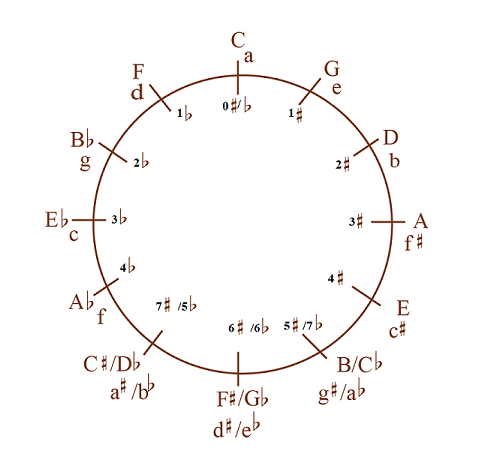 C
a
0♯/♭
G
e
1♯
D
b
2♯
A
f♯
3♯
E
c♯
4♯
B/C♭
g♯/a♭
5♯/7♭
F♯/G♭
d♯/e♭
6♯/6♭
C♯/D♭
a♯/b♭
7♯/5♭
A♭
f
4♭
E♭
c
3♭
B♭
g
2♭
F
d
1♭